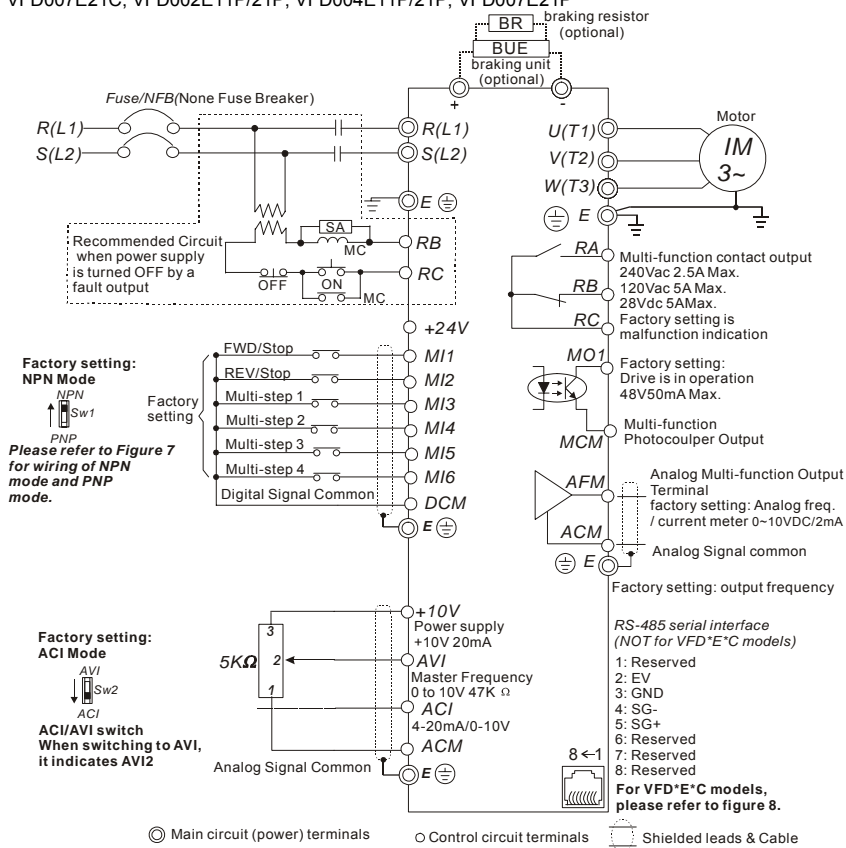 VFD007E21C, VFD002E11P/21P, VFD004E11P/21P, VFD007E21P
BR
braking resistor
(optional)
BUE
braking unit
(optional)
+
-
Fuse/NFB(None Fuse Breaker)
R(L1)
S(L2)
R(L1)
S(L2)
E
Recommended Circuit
when power supply
is turned OFF by a
fault output
SA
MC
OFF
ON
MC
RB
RC
U(T1)
V(T2)
W(T3)
E
Motor
IM
3~
RA
RB
RC
Multi-function contact output
240Vac 2.5A Max.
120Vac 5A Max.
28Vdc 5AMax.
Factory setting is
malfunction indication
+24V
Factory setting:
NPN Mode
NPN
Sw1
PNP
Please refer to Figure 7
for wiring of NPN
mode and PNP
mode.
Factory
setting
FWD/Stop
REV/Stop
Multi-step 1
Multi-step 2
Multi-step 3
Multi-step 4
Digital Signal Common
MI1
MI2
MI3
MI4
MI5
MI6
DCM
E
MO1
MCM
Factory setting:
Drive is in operation
48V50mA Max.
Multi-function
Photocoulper Output
AFM
ACM
E
Analog Multi-function Output
Terminal
factory setting: Analog freq.
/ current meter 0~10VDC/2mA
Analog Signal common
Factory setting: output frequency
Factory setting:
ACI Mode
AVI
Sw2
ACI
ACI/AVI switch
When switching to AVI,
it indicates AVI2
5KΩ
3
2
1
+10V
Power supply
+10V 20mA
AVI
Master Frequency
0 to 10V 47K Ω
ACI
4-20mA/0-10V
ACM
Analog Signal Common
E
RS-485 serial interface
(NOT for VFD*E*C models)
1: Reserved
2: EV
3: GND
4: SG-
5: SG+
6: Reserved
7: Reserved
8: Reserved
For VFD*E*C models,
please refer to figure 8.
8←1
Main circuit (power) terminals
Control circuit terminals
Shielded leads & Cable